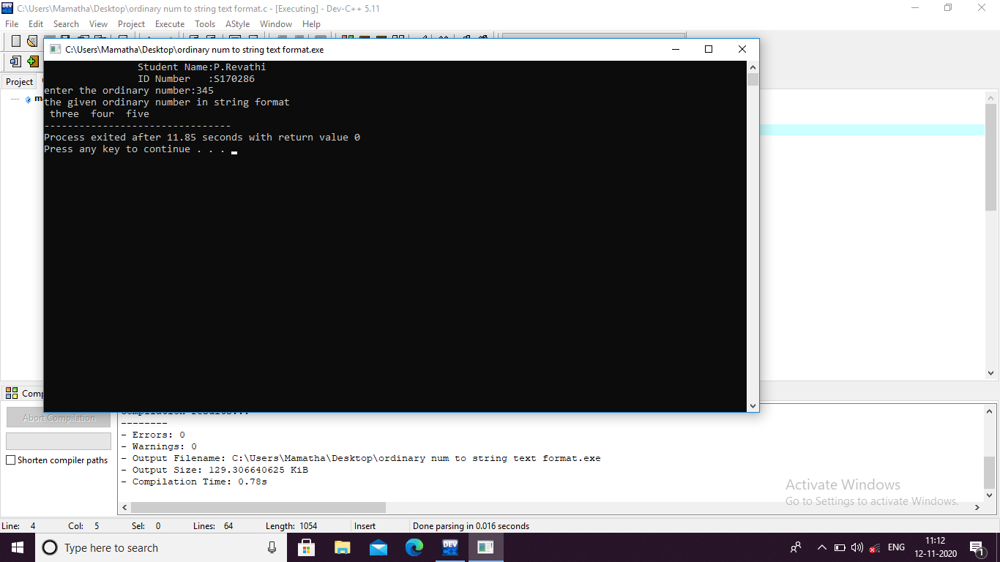 C:\Users\Mamatha\Desktop\ordinary num to string text format.c - [Executing] - Dev-C++ 5.11
File Edit Search View Project Execute Tools AStyle Window Help
C:\Users\Mamatha\Desktop\ordinary num to string text format.exe
Student Name:P.Revathi
ID Number :S170286
Project
enter the ordinary number:345
the given ordinary number in string format
three four five
--------------------------------
Process exited after 11.85 seconds with return value 0
Press any key to continue . . .
Abort Compilation
Shorten compiler paths
Compilation results...
--------
- Errors: 0
- Warnings: 0
- Output Filename: C:\Users\Mamatha\Desktop\ordinary num to string text format.exe
- Output Size: 129.306640625 KiB
- Compilation Time: 0.78s
Activate Windows
Go to Settings to activate Windows.
Line: 4 Col: 5 Sel: 0 Lines: 64 Length: 1054 Insert Done parsing in 0.016 seconds
Type here to search
DEV
ENG
11:12
12-11-2020
1